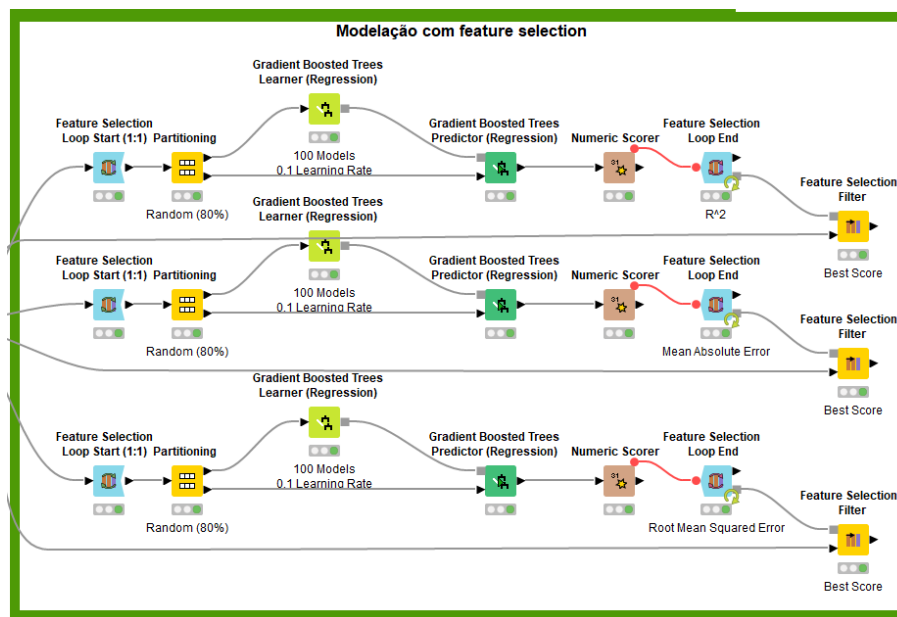 Modelação com feature selection
Gradient Boosted Trees
Learner (Regression)
Feature Selection
Loop Start (1:1) Partitioning
Gradient Boosted Trees
Predictor (Regression) Numeric Scorer
Feature Selection
Loop End
100 Models
0.1 Learning Rate
Random (80%)
R^2
Feature Selection
Filter
Best Score
Gradient Boosted Trees
Learner (Regression)
Feature Selection
Loop Start (1:1) Partitioning
Gradient Boosted Trees
Predictor (Regression) Numeric Scorer
Feature Selection
Loop End
100 Models
0.1 Learning Rate
Random (80%)
Mean Absolute Error
Feature Selection
Filter
Best Score
Gradient Boosted Trees
Learner (Regression)
Feature Selection
Loop Start (1:1) Partitioning
Gradient Boosted Trees
Predictor (Regression) Numeric Scorer
Feature Selection
Loop End
100 Models
0.1 Learning Rate
Random (80%)
Root Mean Squared Error
Feature Selection
Filter
Best Score